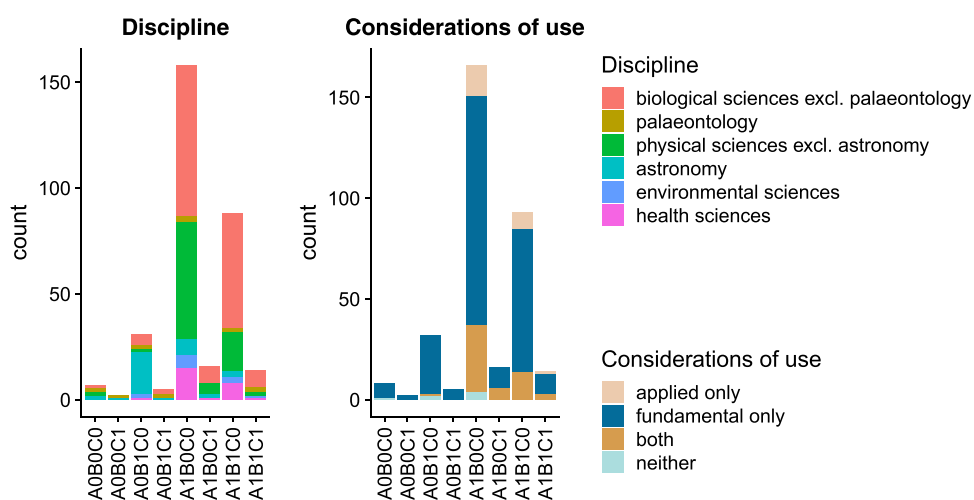 Discipline
count
150
100
50
0
A0B0C0
A0B0C1
A0B1C0
A0B1C1
A1B0C0
A1B0C1
A1B1C0
A1B1C1
Considerations of use
count
150
100
50
0
A0B0C0
A0B0C1
A0B1C0
A0B1C1
A1B0C0
A1B0C1
A1B1C0
A1B1C1
Discipline
biological sciences excl. palaeontology
palaeontology
physical sciences excl. astronomy
astronomy
environmental sciences
health sciences
Considerations of use
applied only
fundamental only
both
neither